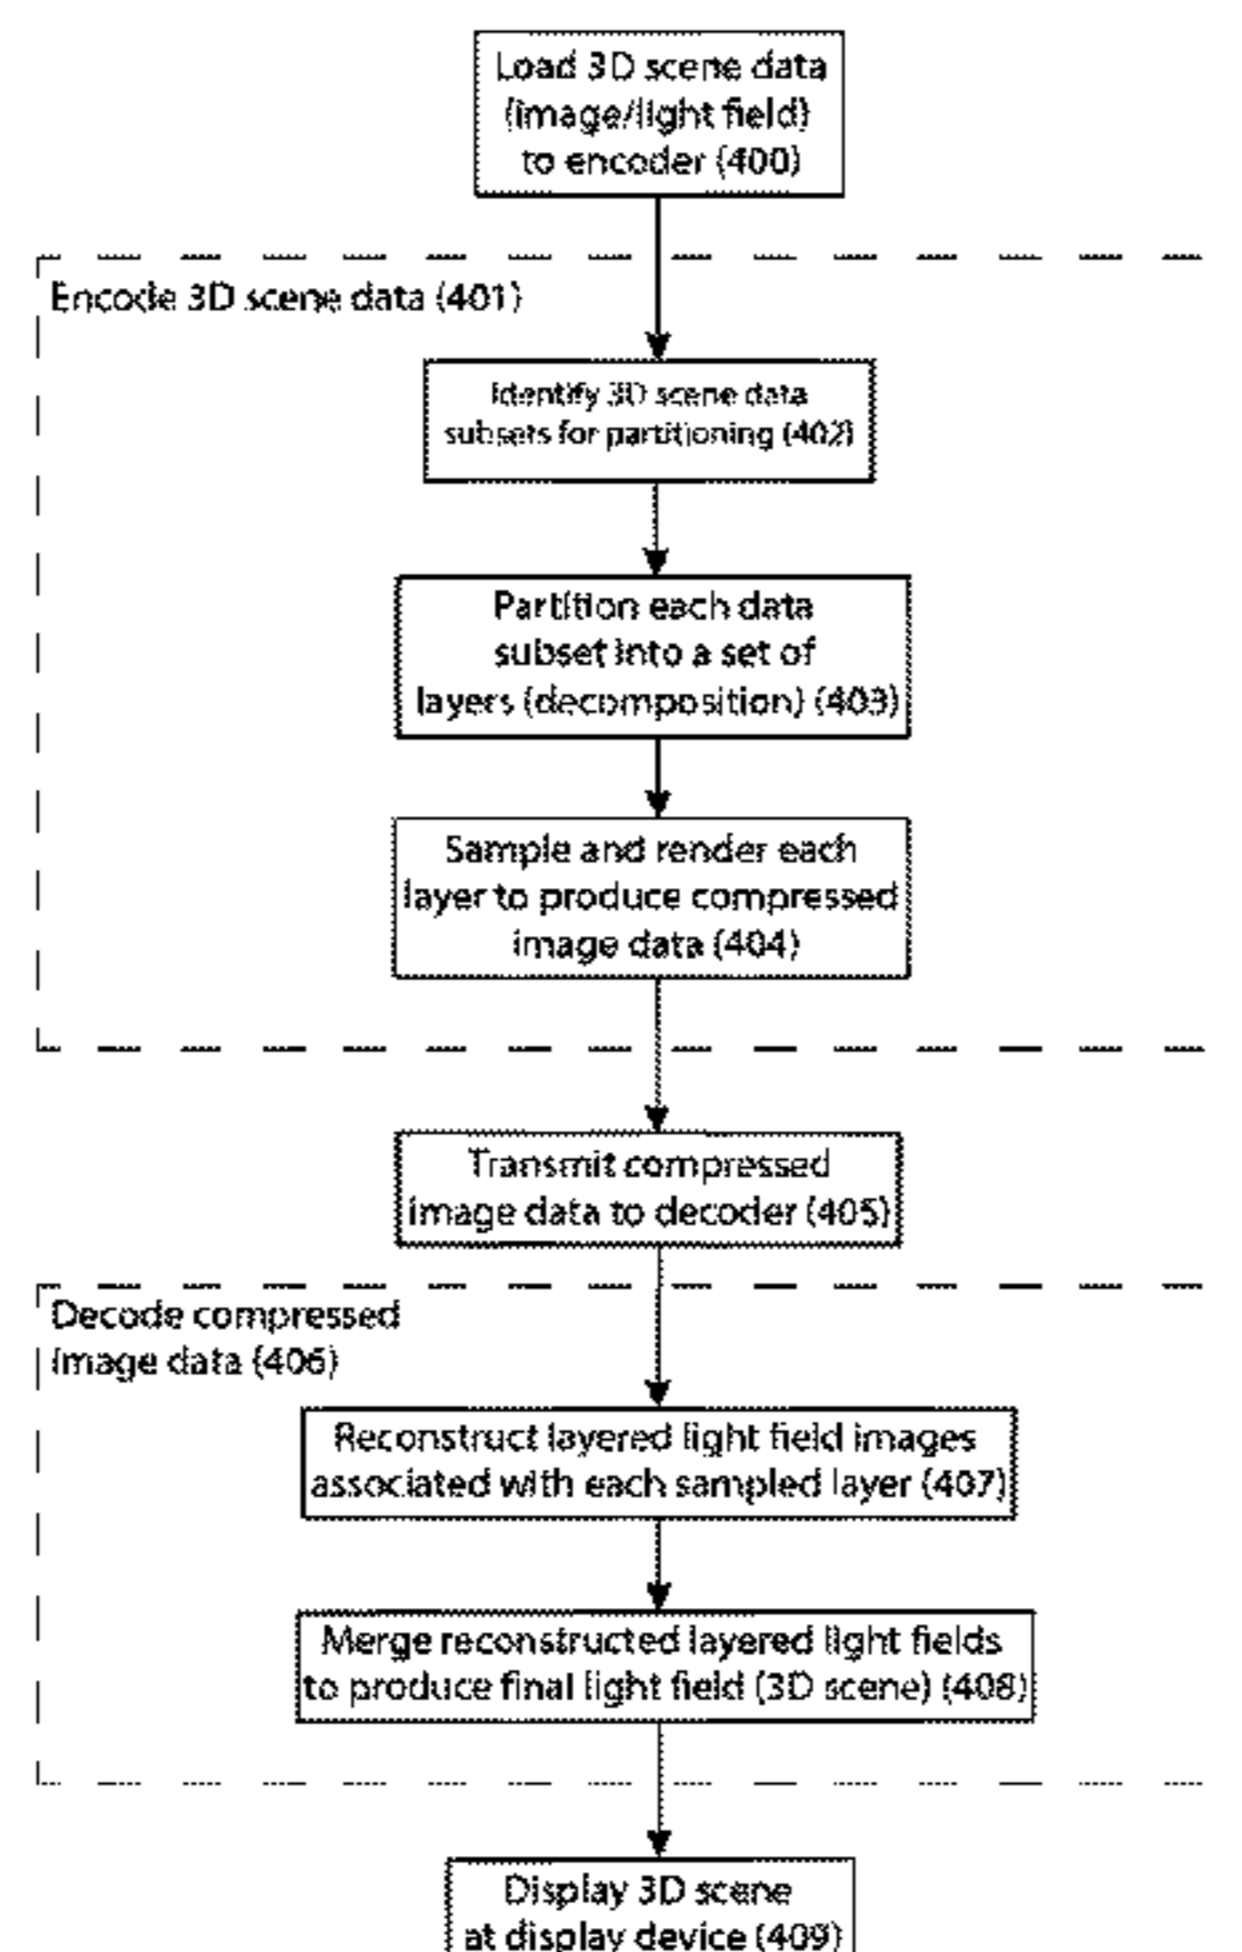 Load 3D scene data
(image/light field)
to encoder (400)
Encode 3D scene data (401)
Identify 3D scene data
subsets for partitioning (402)
Partition each data
subset into a set of
layers (decomposition) (403)
Sample and render each
layer to produce compressed
image data (404)
Transmit compressed
image data to decoder (405)
Decode compressed
image data (406)
Reconstruct layered light field images
associated with each sampled layer (407)
Merge reconstructed layered light fields
to produce final light field (3D scene) (408)
Display 3D scene
at display device (409)